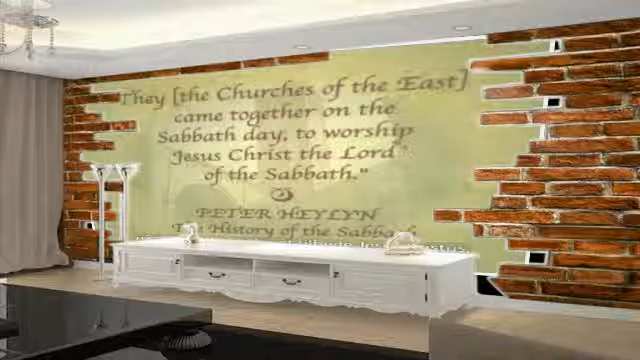 They [the Churches of the East]
came together on the
Sabbath day, to worship
Jesus Christ the Lord
of the Sabbath."
PETER HEYLYN
The History of the Sabbath